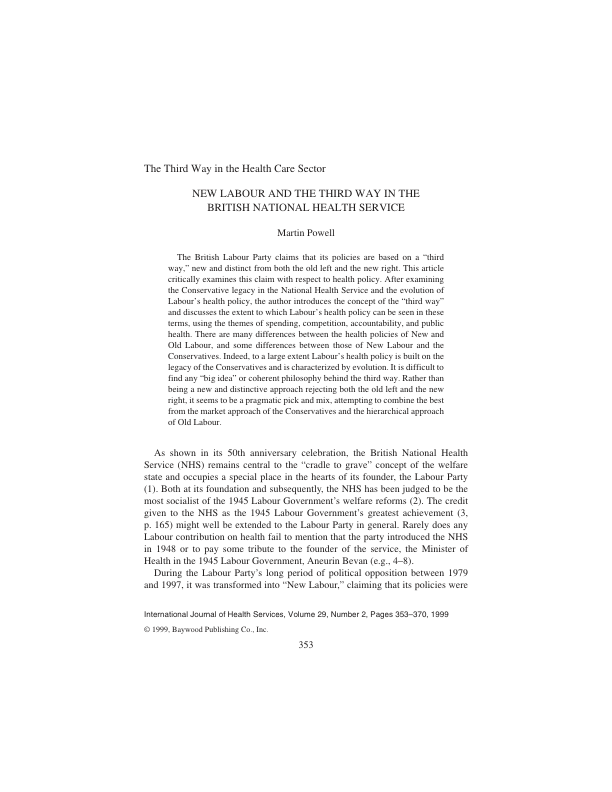 The Third Way in the Health Care Sector
NEW LABOUR AND THE THIRD WAY IN THE
BRITISH NATIONAL HEALTH SERVICE
Martin Powell
The British Labour Party claims that its policies are based on a “third
way,” new and distinct from both the old left and the new right. This article
critically examines this claim with respect to health policy. After examining
the Conservative legacy in the National Health Service and the evolution of
Labour’s health policy, the author introduces the concept of the “third way”
and discusses the extent to which Labour’s health policy can be seen in these
terms, using the themes of spending, competition, accountability, and public
health. There are many differences between the health policies of New and
Old Labour, and some differences between those of New Labour and the
Conservatives. Indeed, to a large extent Labour’s health policy is built on the
legacy of the Conservatives and is characterized by evolution. It is difficult to
find any “big idea” or coherent philosophy behind the third way. Rather than
being a new and distinctive approach rejecting both the old left and the new
right, it seems to be a pragmatic pick and mix, attempting to combine the best
from the market approach of the Conservatives and the hierarchical approach
of Old Labour.
As shown in its 50th anniversary celebration, the British National Health
Service (NHS) remains central to the “cradle to grave” concept of the welfare
state and occupies a special place in the hearts of its founder, the Labour Party
(1). Both at its foundation and subsequently, the NHS has been judged to be the
most socialist of the 1945 Labour Government’s welfare reforms (2). The credit
given to the NHS as the 1945 Labour Government’s greatest achievement (3,
p. 165) might well be extended to the Labour Party in general. Rarely does any
Labour contribution on health fail to mention that the party introduced the NHS
in 1948 or to pay some tribute to the founder of the service, the Minister of
Health in the 1945 Labour Government, Aneurin Bevan (e.g., 4–8).
During the Labour Party’s long period of political opposition between 1979
and 1997, it was transformed into “New Labour,” claiming that its policies were
International Journal of Health Services, Volume 29, Number 2, Pages 353–370, 1999
© 1999, Baywood Publishing Co., Inc.
353